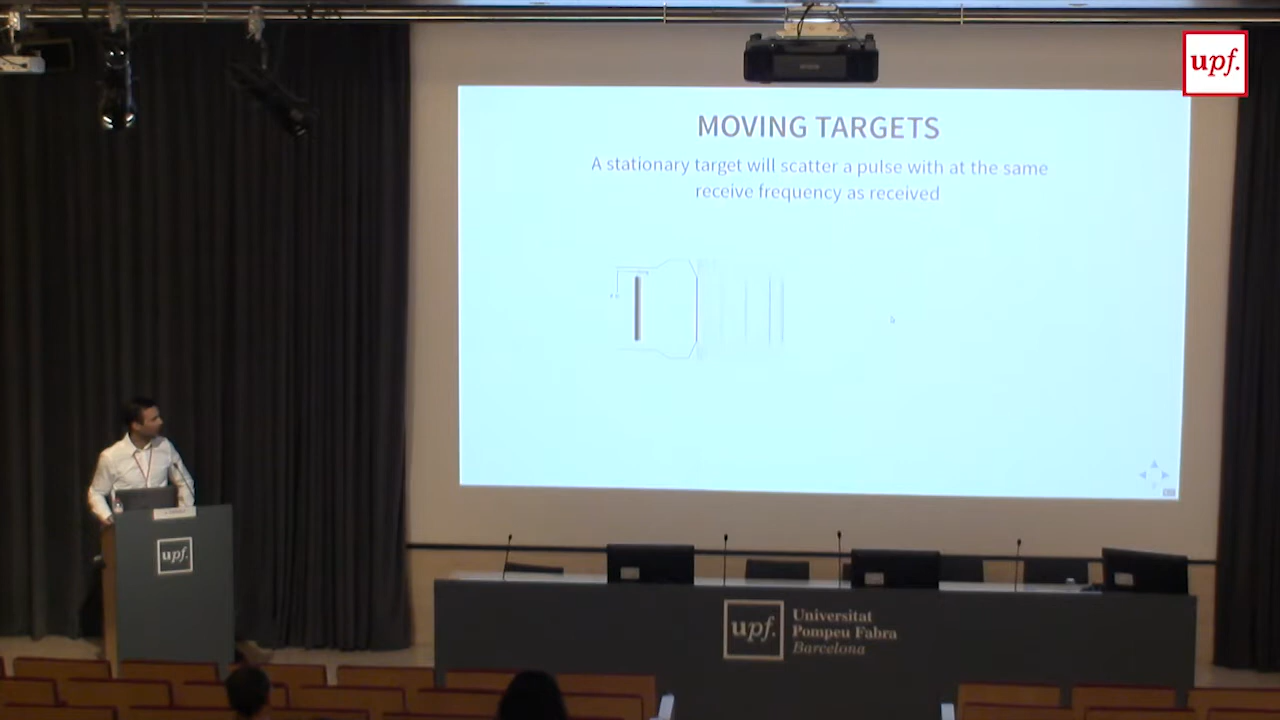 upf.
MOVING TARGETS
A stationary target will scatter a pulse with at the same
receive frequency as received
upf.
upf.
Universitat
Pompeu Fabra
Barcelona